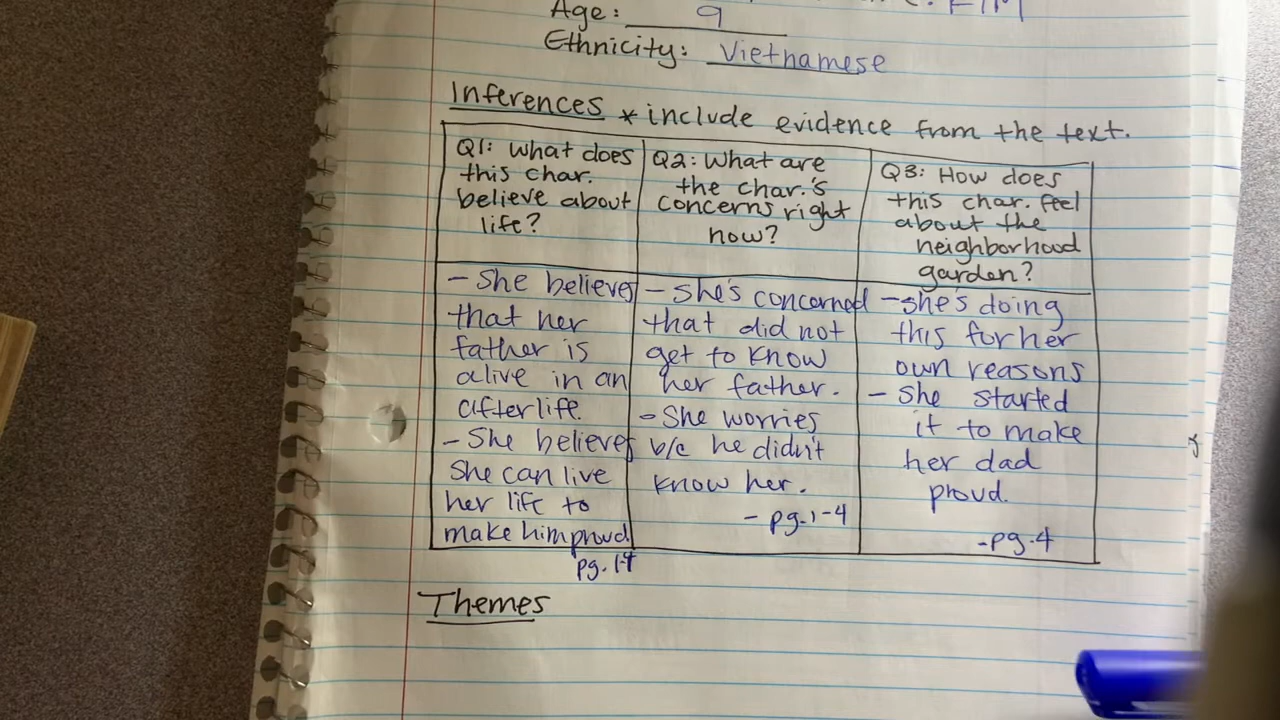 Age: 9
Ethnicity: Vietnamese
Inferences * include evidence from the text.
Q1: What does
this char.
believe about
life?
Q2: What are
the char.'s
concerns right
now?
Q3: How does
this char. feel
about the
neighborhood
garden?
- She believes
that her
father is
alive in an
afterlife.
- She believes
she can live
her life to
make him proud
pg. 1-4
- She's concerned
that did not
get to know
her father.
- She worries
b/c he didn't
know her.
- pg. 1-4
- she's doing
this for her
own reasons
- She started
it to make
her dad
proud.
- pg. 4
Themes